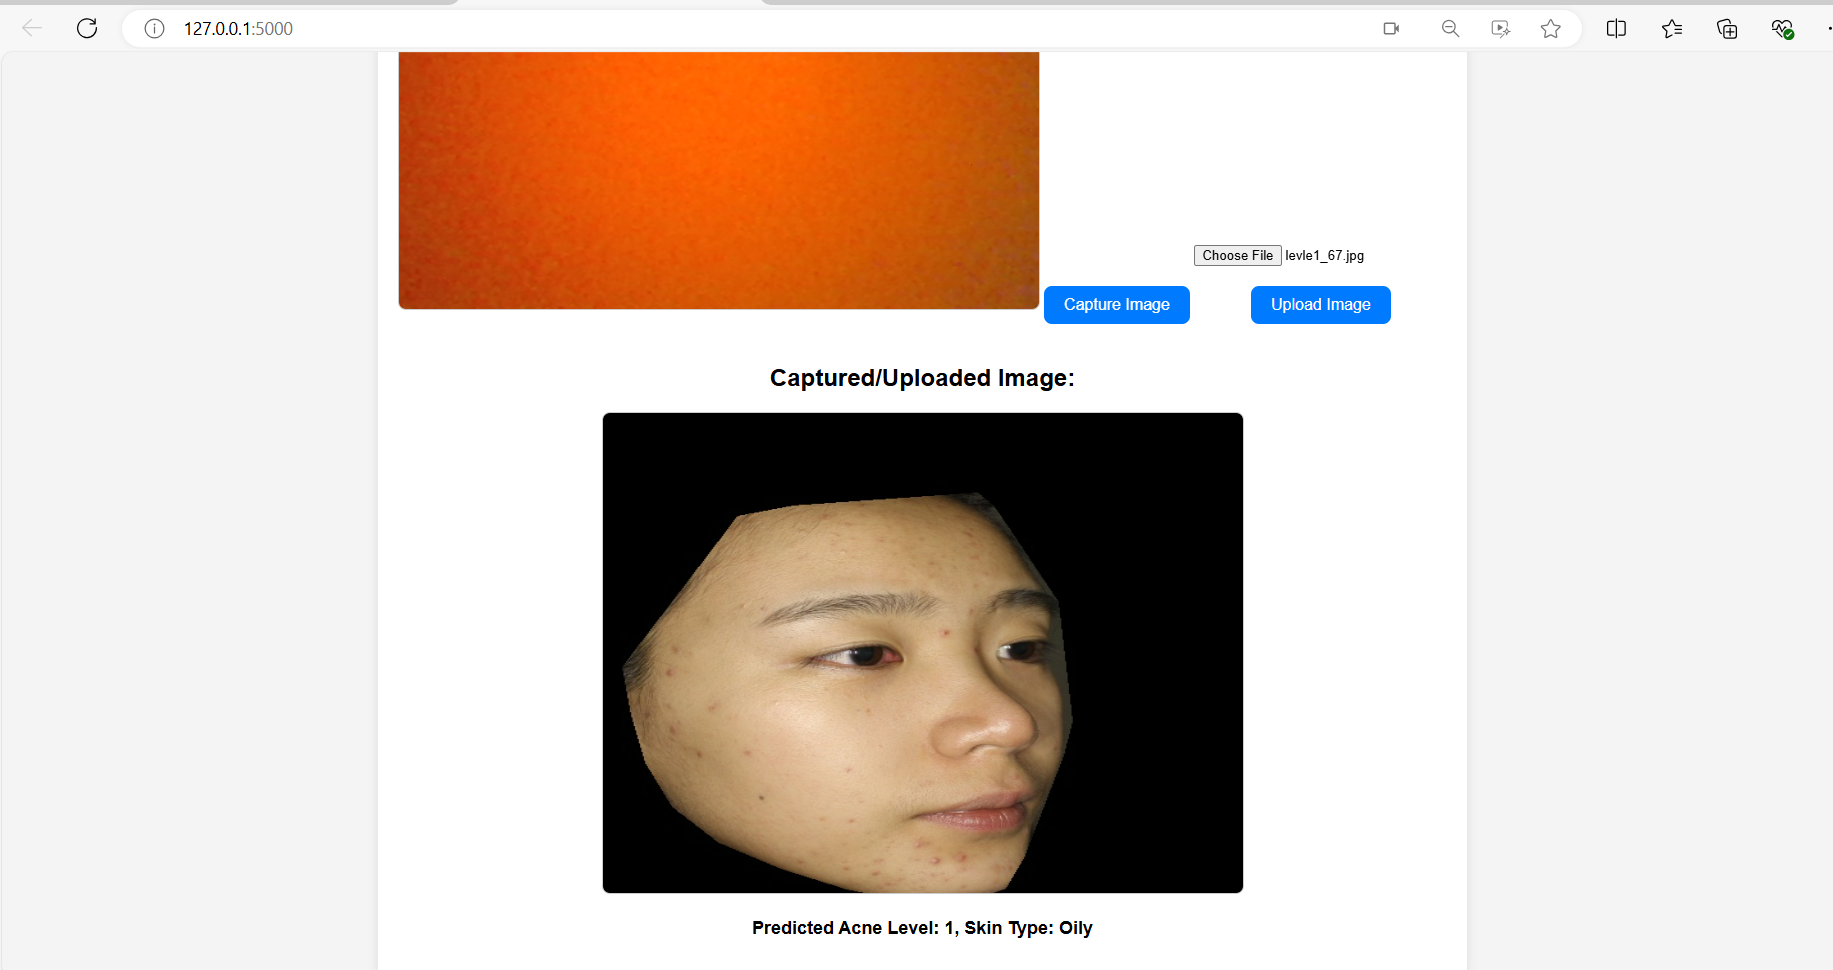 127.0.0.1:5000
Choose File levle1_67.jpg
Capture Image
Upload Image
Captured/Uploaded Image:
Predicted Acne Level: 1, Skin Type: Oily